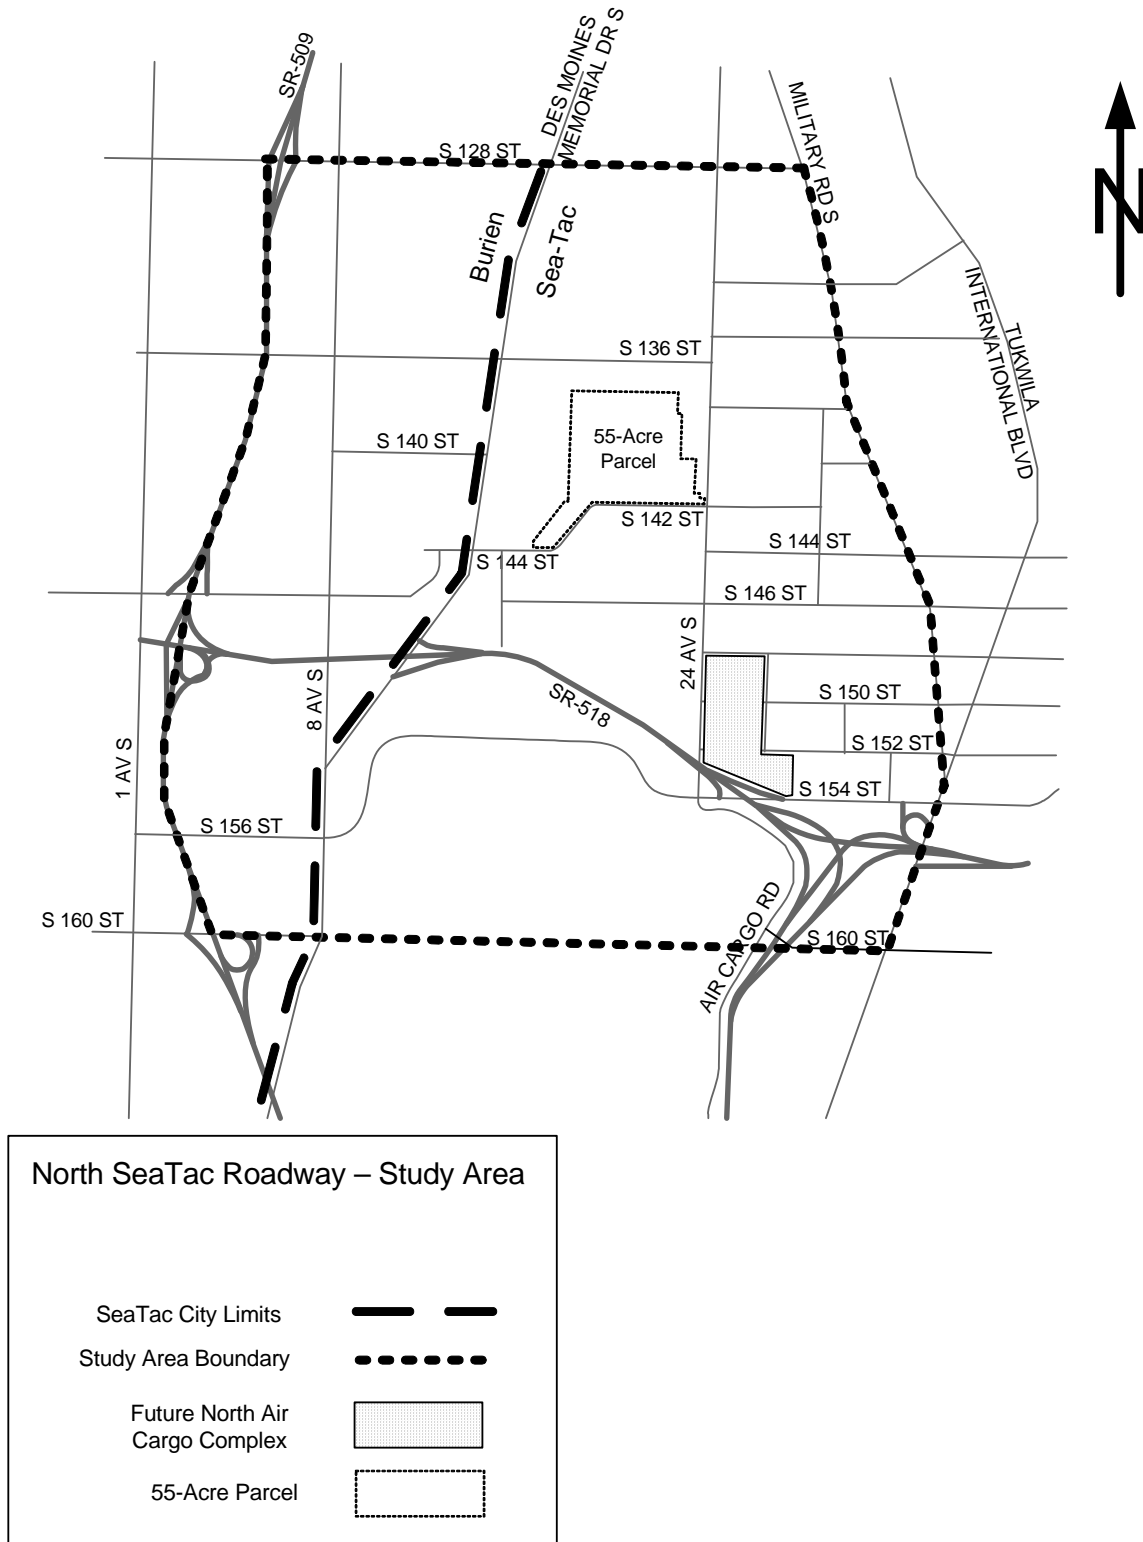 SR-509
DES MOINES
MEMORIAL DR S
MILITARY RD S
S 128 ST
N
Burien
Sea-Tac
TUKWILA
INTERNATIONAL BLVD
S 136 ST
55-Acre
Parcel
S 140 ST
S 142 ST
S 144 ST
S 144 ST
S 146 ST
24 AV S
8 AV S
SR-518
S 150 ST
S 152 ST
1 AV S
S 154 ST
S 156 ST
S 160 ST
AIR CARGO RD
S 160 ST
North SeaTac Roadway – Study Area
SeaTac City Limits
Study Area Boundary
Future North Air
Cargo Complex
55-Acre Parcel